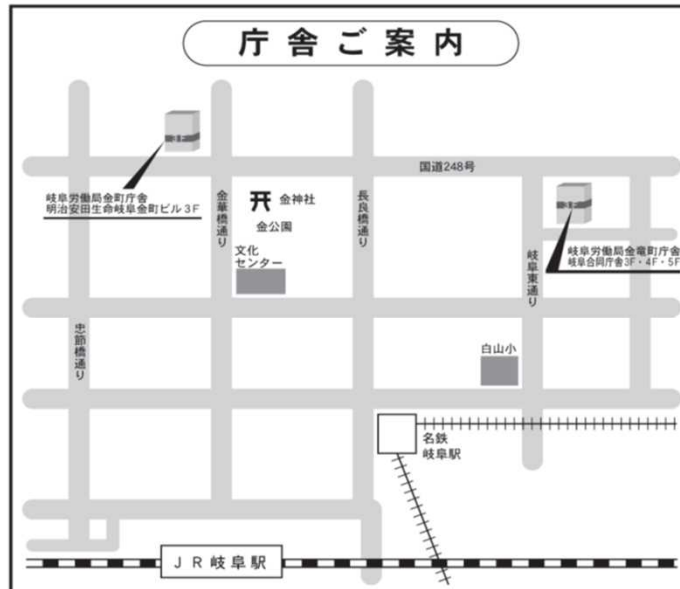 庁舎ご案内
国道248号
岐阜労働局金町庁舎
明治安田生命岐阜金町ビル3F
金華橋通り
金神社
金公園
長良橋通り
文化
センター
岐阜東通り
岐阜労働局金竜町庁舎
岐阜合同庁舎3F・4F・5F
忠節橋通り
白山小
名鉄
岐阜駅
JR岐阜駅